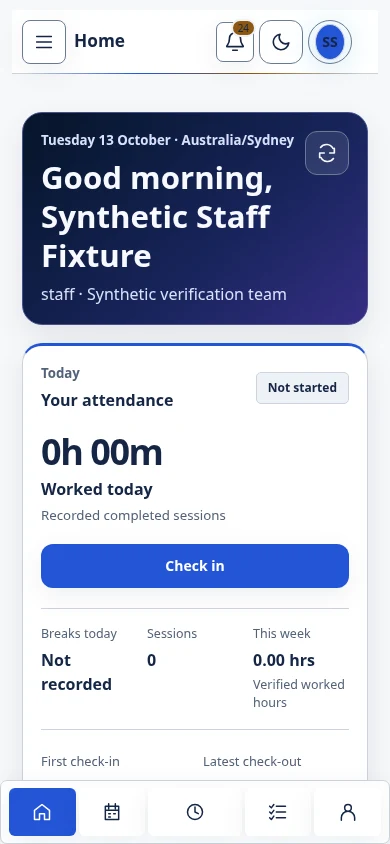 Home
24
SS
Tuesday 13 October · Australia/Sydney
Good morning,
Synthetic Staff
Fixture
staff · Synthetic verification team
Today
Your attendance
Not started
0h 00m
Worked today
Recorded completed sessions
Check in
Breaks today
Not
recorded
Sessions
0
This week
0.00 hrs
Verified worked
hours
First check-in
Latest check-out